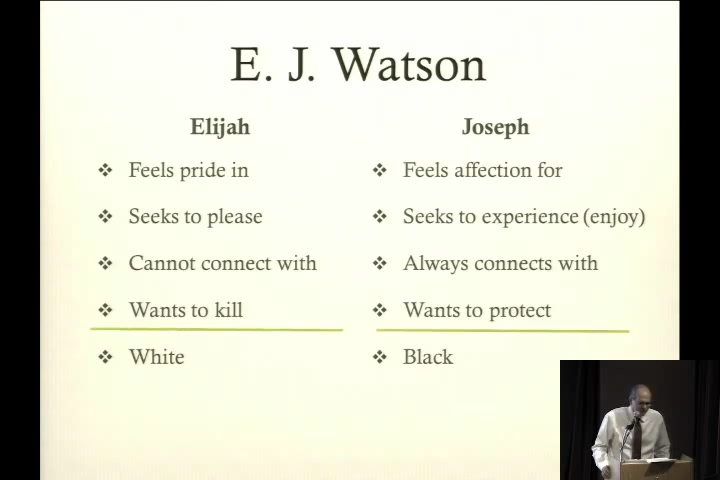 E. J. Watson
Elijah
Joseph
Feels pride in
Feels affection for
Seeks to please
Seeks to experience (enjoy)
Cannot connect with
Always connects with
Wants to kill
Wants to protect
White
Black